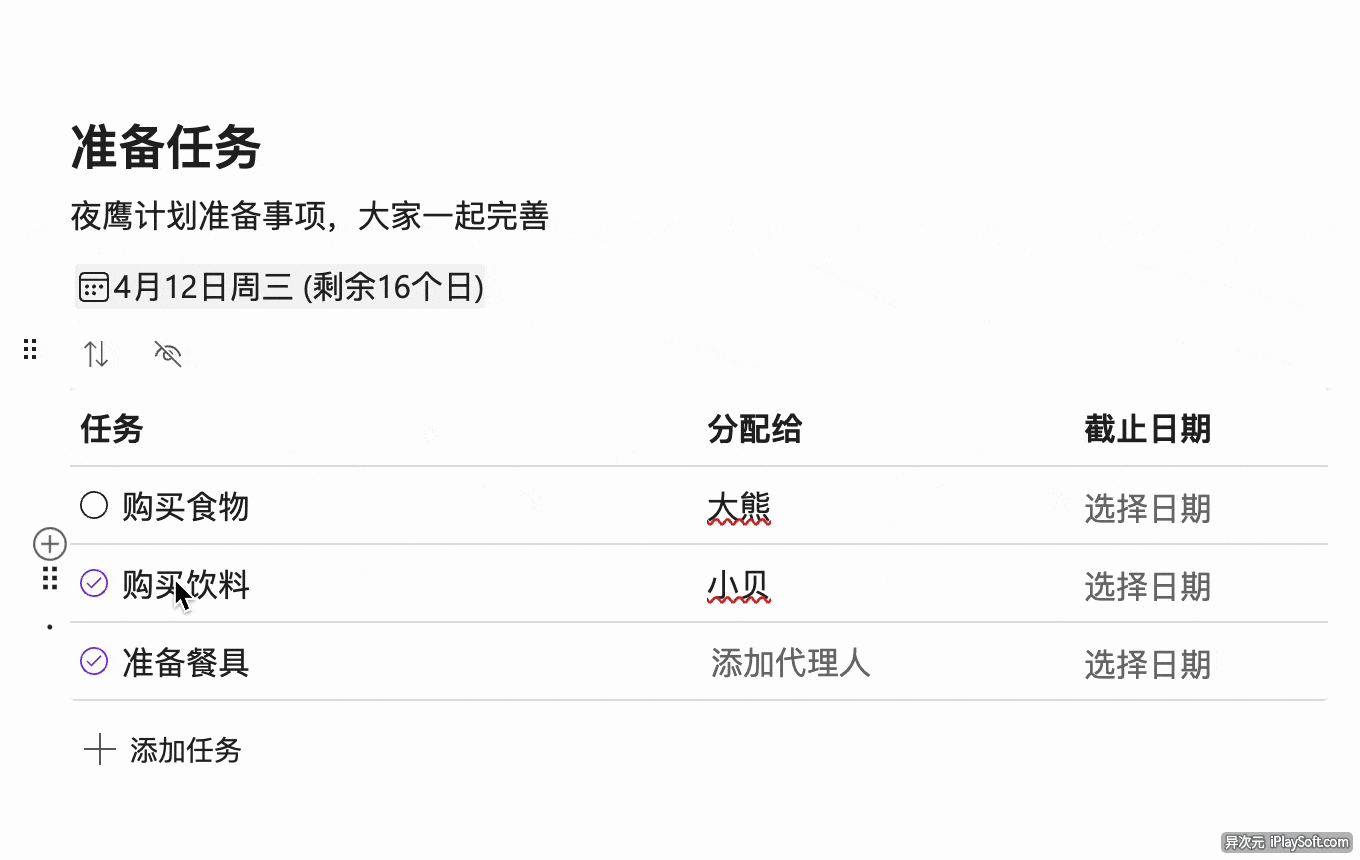 准备任务
夜鹰计划准备事项，大家一起完善
4月12日周三 (剩余16个日)
任务 分配给 截止日期
购买食物 大熊 选择日期
购买饮料 小贝 选择日期
准备餐具 添加代理人 选择日期
添加任务
异次元 iPlaySoft.com